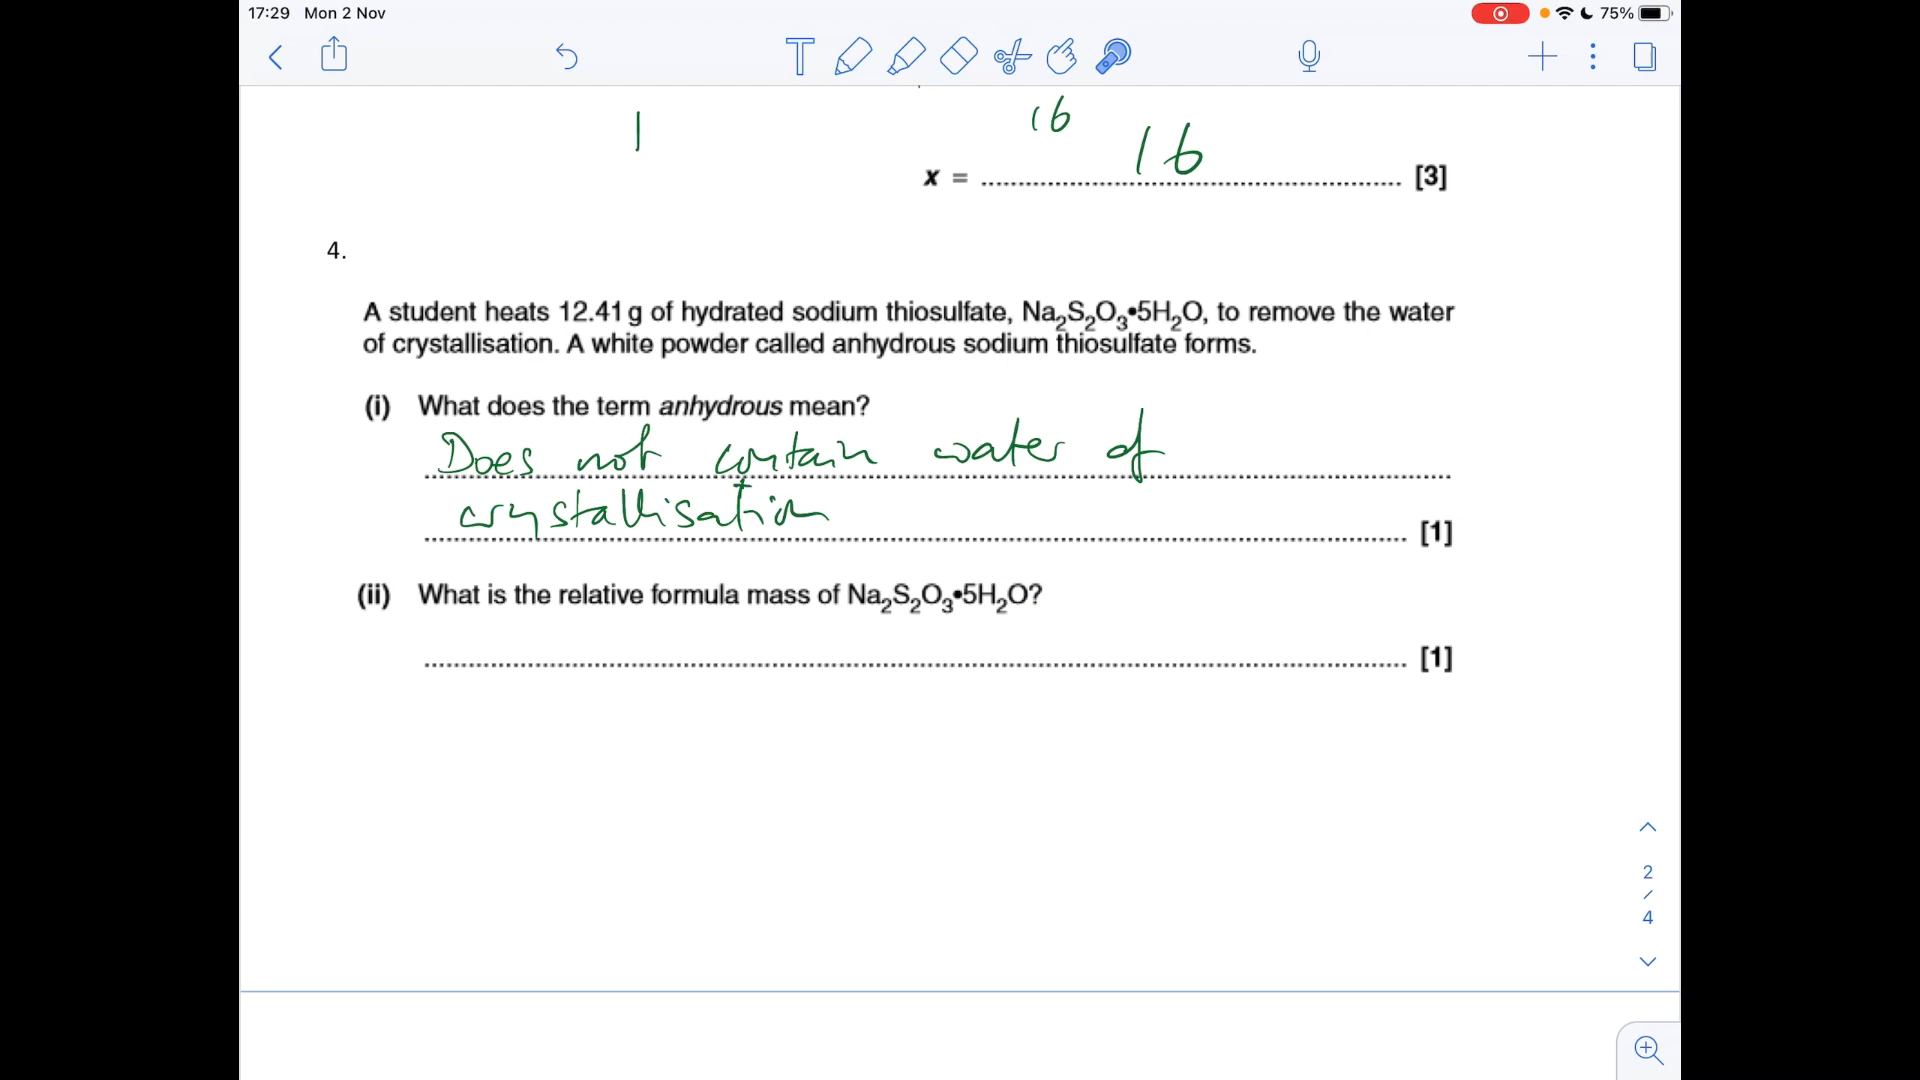 17:29 Mon 2 Nov 75%
1
16
16
x = [3]
4.
A student heats 12.41 g of hydrated sodium thiosulfate, Na₂S₂O₃•5H₂O, to remove the water
of crystallisation. A white powder called anhydrous sodium thiosulfate forms.
(i) What does the term anhydrous mean?
Does not contain water of
crystallisation
[1]
(ii) What is the relative formula mass of Na₂S₂O₃•5H₂O?
[1]
2
/
4